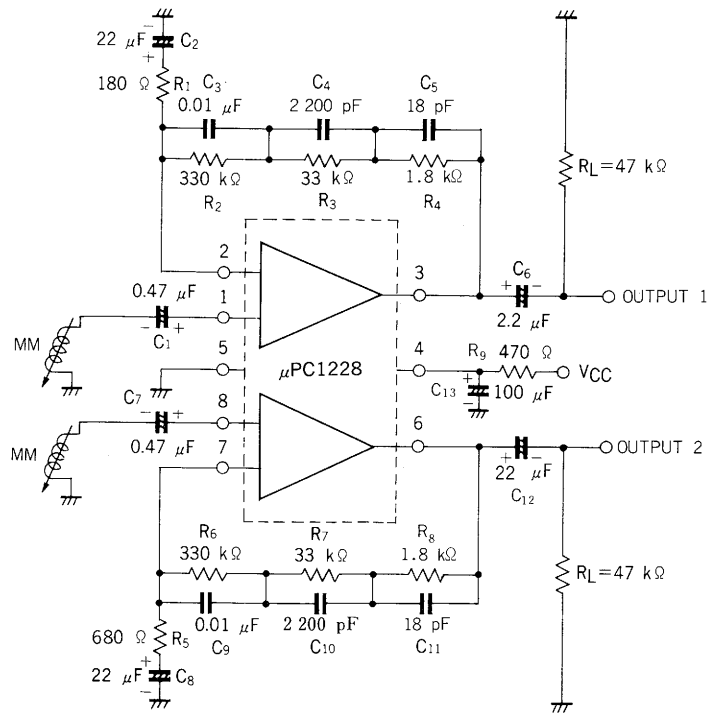 22 μF
−
C2
+
180 Ω
R1
C3
0.01 μF
C4
2 200 pF
C5
18 pF
330 kΩ
R2
33 kΩ
R3
1.8 kΩ
R4
RL=47 kΩ
2
0.47 μF
1
− C1 +
MM
3
+ C6 −
2.2 μF
OUTPUT 1
5
μPC1228
4
R9
470 Ω
VCC
C13
+
−
100 μF
C7
− +
0.47 μF
8
7
MM
6
+ −
22 μF
C12
OUTPUT 2
R6
330 kΩ
R7
33 kΩ
R8
1.8 kΩ
RL=47 kΩ
0.01 μF
C9
2 200 pF
C10
18 pF
C11
680 Ω
R5
+
22 μF
C8
−